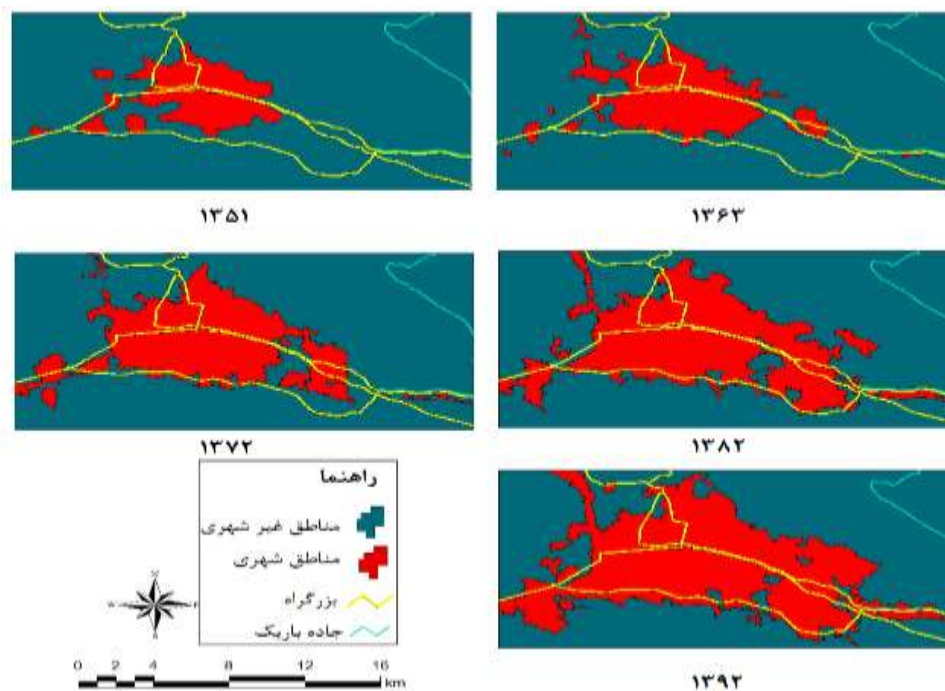 ۱۳۵۱
۱۳۶۳
۱۳۷۲
۱۳۸۲
راهنما
مناطق غیر شهری
مناطق شهری
بزرگراه
جاده باریک
0 2 4 8 12 16
km
۱۳۹۲